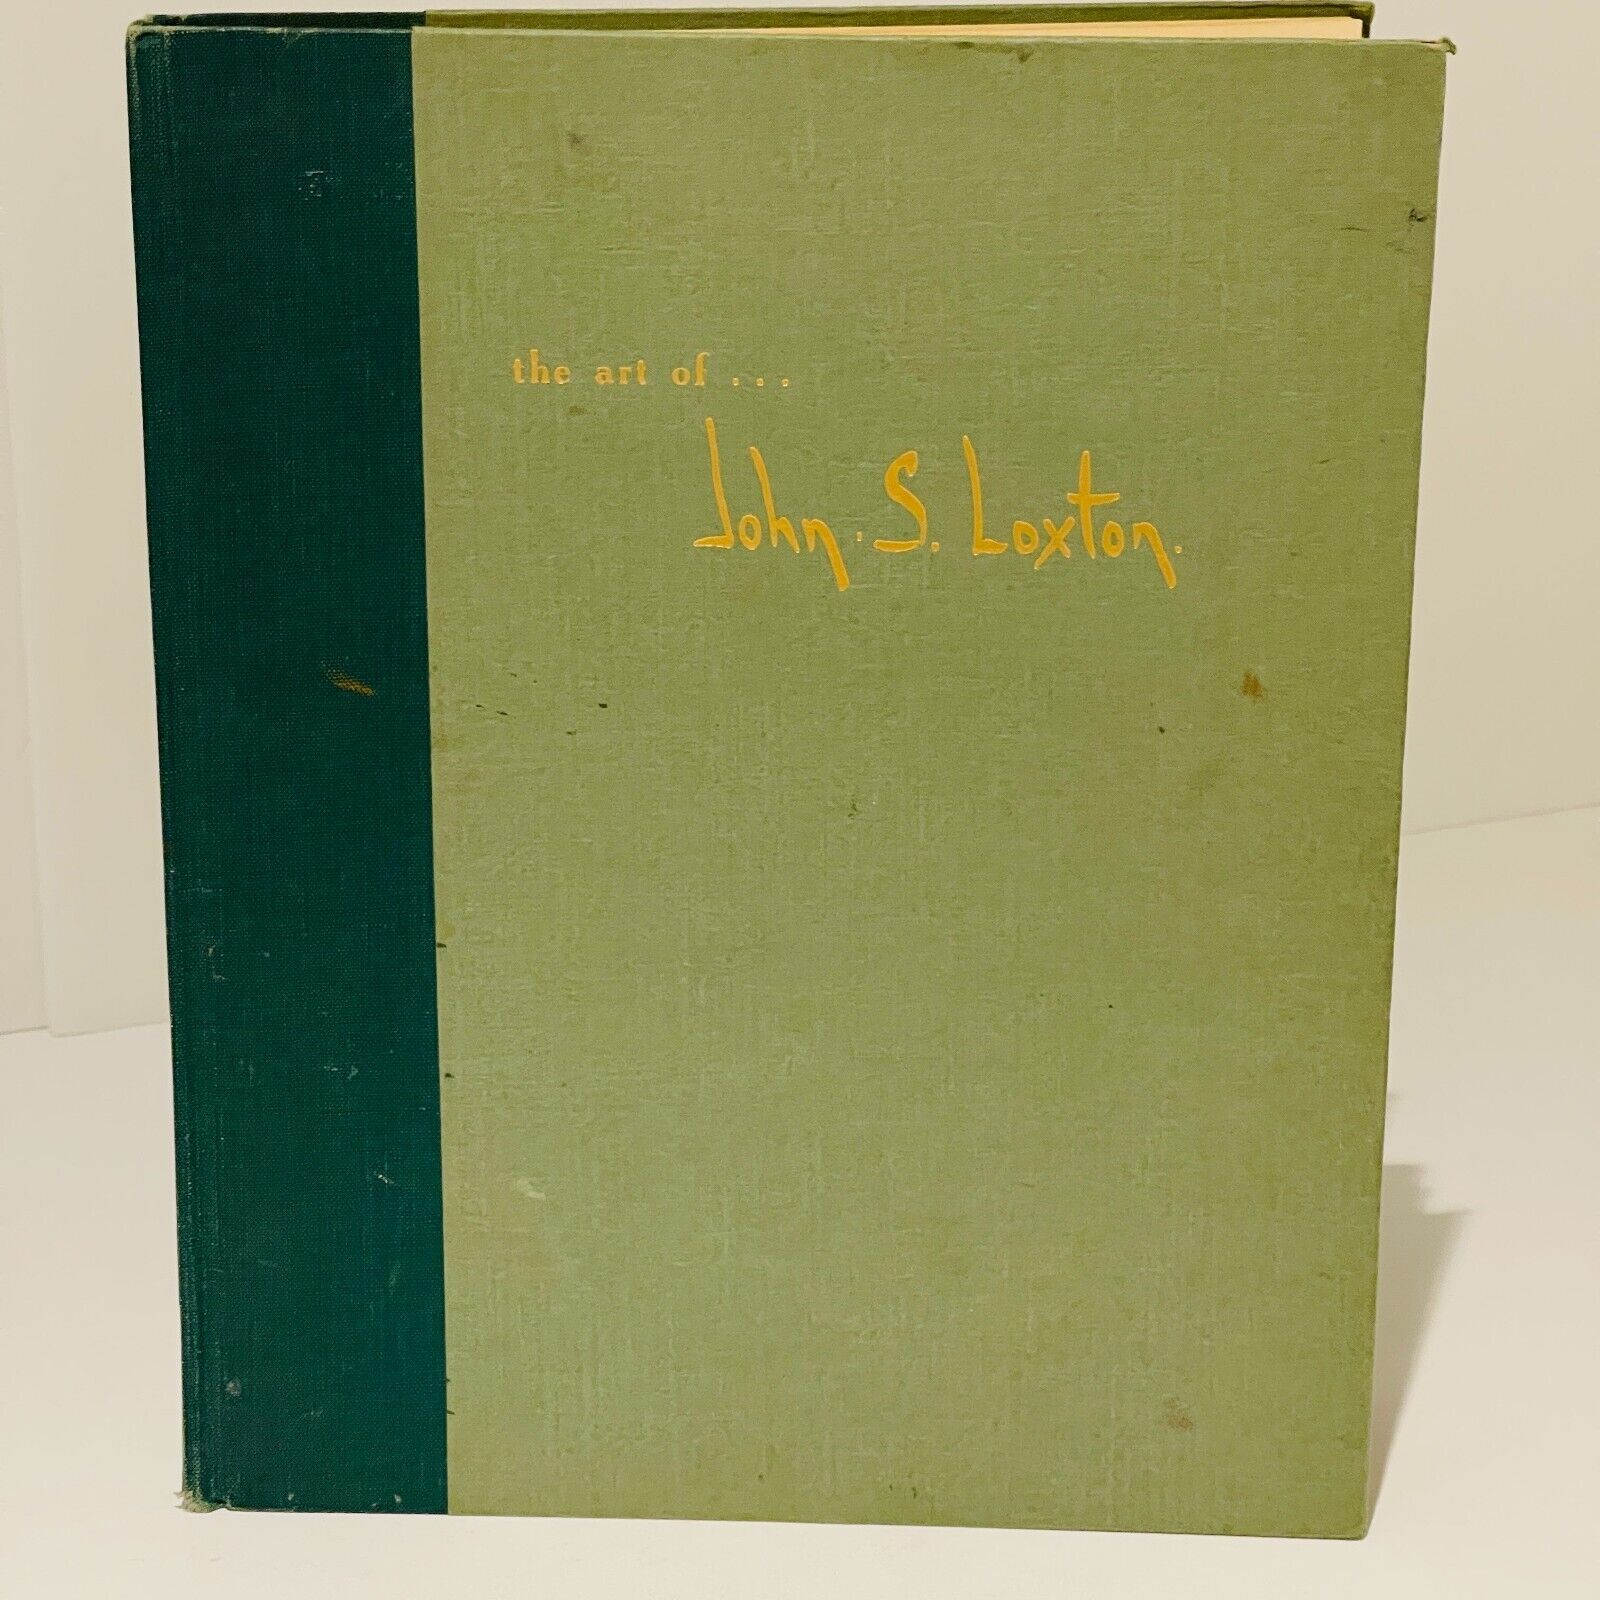 the art of . . .
John. S. Loxton.